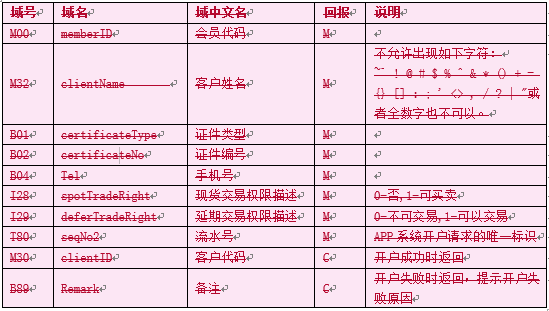 域号 域名 域中文名 回报 说明
M00 memberID 会员代码 M
M32 clientName 客户姓名 M 不允许出现如下字符:
~` ! @ # $ % ^ & * () + -
{} [] : ; ' <> , / ? | "或
者全数字也不可以。
B01 certificateType 证件类型 M
B02 certificateNo 证件编号 M
B04 Tel 手机号 M
I28 spotTradeRight 现货交易权限描述 M 0-否,1-可买卖
I29 deferTradeRight 延期交易权限描述 M 0-不可交易,1-可以交易
T80 seqNo2 流水号 M APP 系统开户请求的唯一标识
M30 clientID 客户代码 C 开户成功时返回
B89 Remark 备注 C 开户失败时返回，提示开户失
败原因